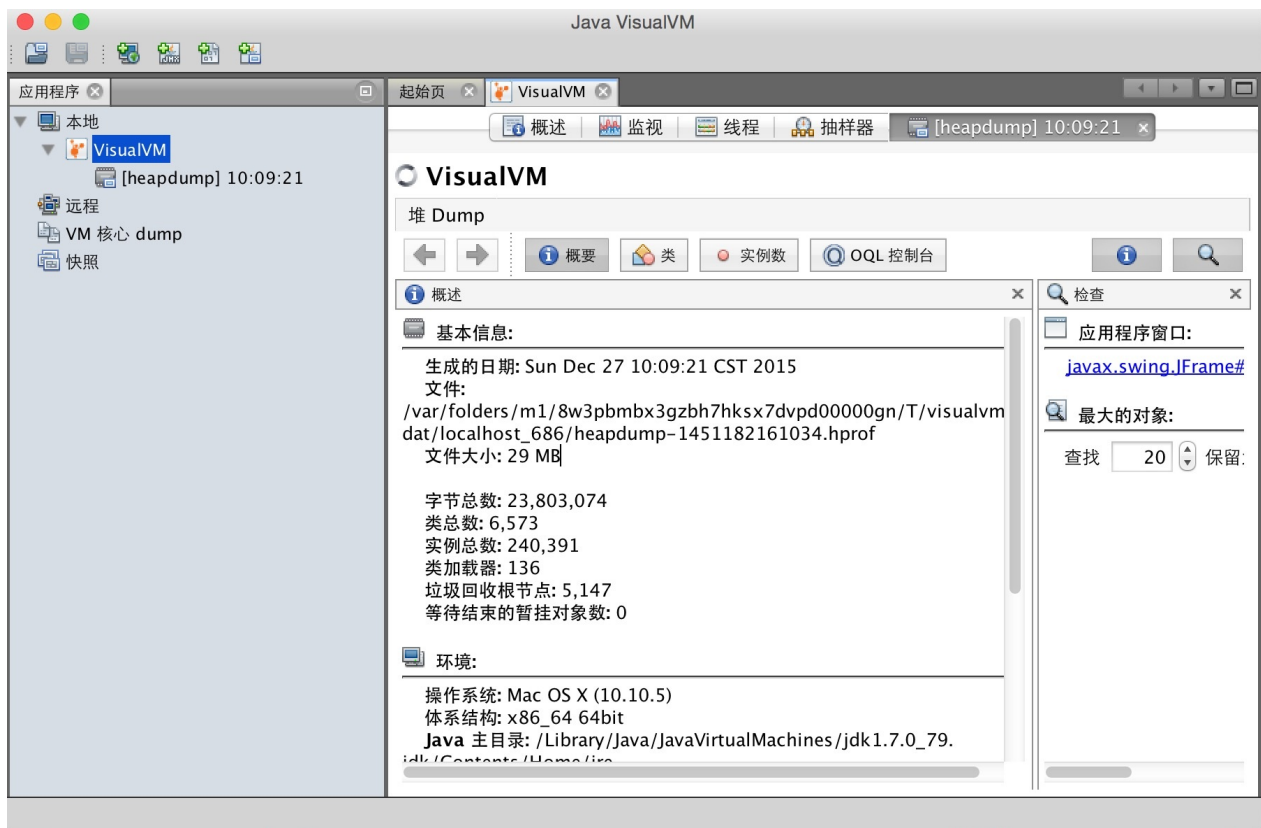 Java VisualVM
应用程序
起始页
VisualVM
本地
VisualVM
[heapdump] 10:09:21
远程
VM 核心 dump
快照
概述
监视
线程
抽样器
[heapdump] 10:09:21
VisualVM
堆 Dump
概要
类
实例数
OQL 控制台
概述
基本信息:
生成的日期: Sun Dec 27 10:09:21 CST 2015
文件:
/var/folders/m1/8w3pbmbx3gzbh7hksx7dvpd00000gn/T/visualvm
dat/localhost_686/heapdump-1451182161034.hprof
文件大小: 29 MB
字节总数: 23,803,074
类总数: 6,573
实例总数: 240,391
类加载器: 136
垃圾回收根节点: 5,147
等待结束的暂挂对象数: 0
环境:
操作系统: Mac OS X (10.10.5)
体系结构: x86_64 64bit
Java 主目录: /Library/Java/JavaVirtualMachines/jdk1.7.0_79.
jdk/Contents/Home/jre
检查
应用程序窗口:
javax.swing.JFrame#
最大的对象:
查找 20 保留